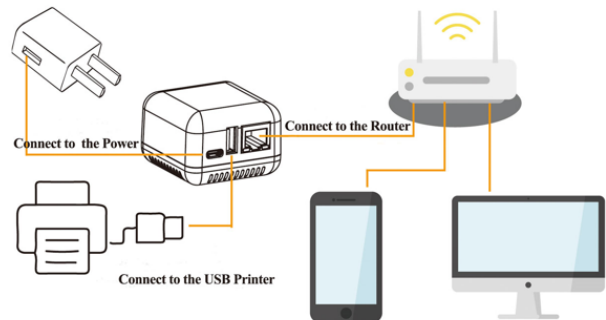 Connect to the Router
Connect to the Power
Connect to the USB Printer